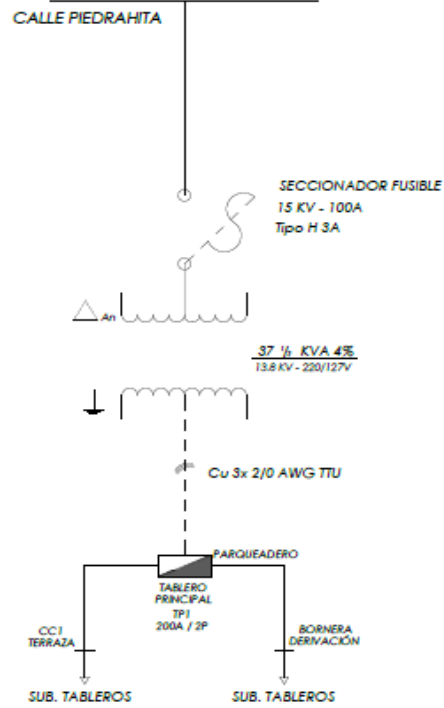 CALLE PIEDRAHITA
SECCIONADOR FUSIBLE
15 KV - 100A
Tipo H 3A
An
37 ½ KVA 4%
13.8 KV - 220/127V
Cu 3x 2/0 AWG TTU
PARQUEADERO
TABLERO
PRINCIPAL
TP1
200A / 2P
CC1
TERRAZA
BORNERA
DERIVACIÓN
SUB. TABLEROS
SUB. TABLEROS